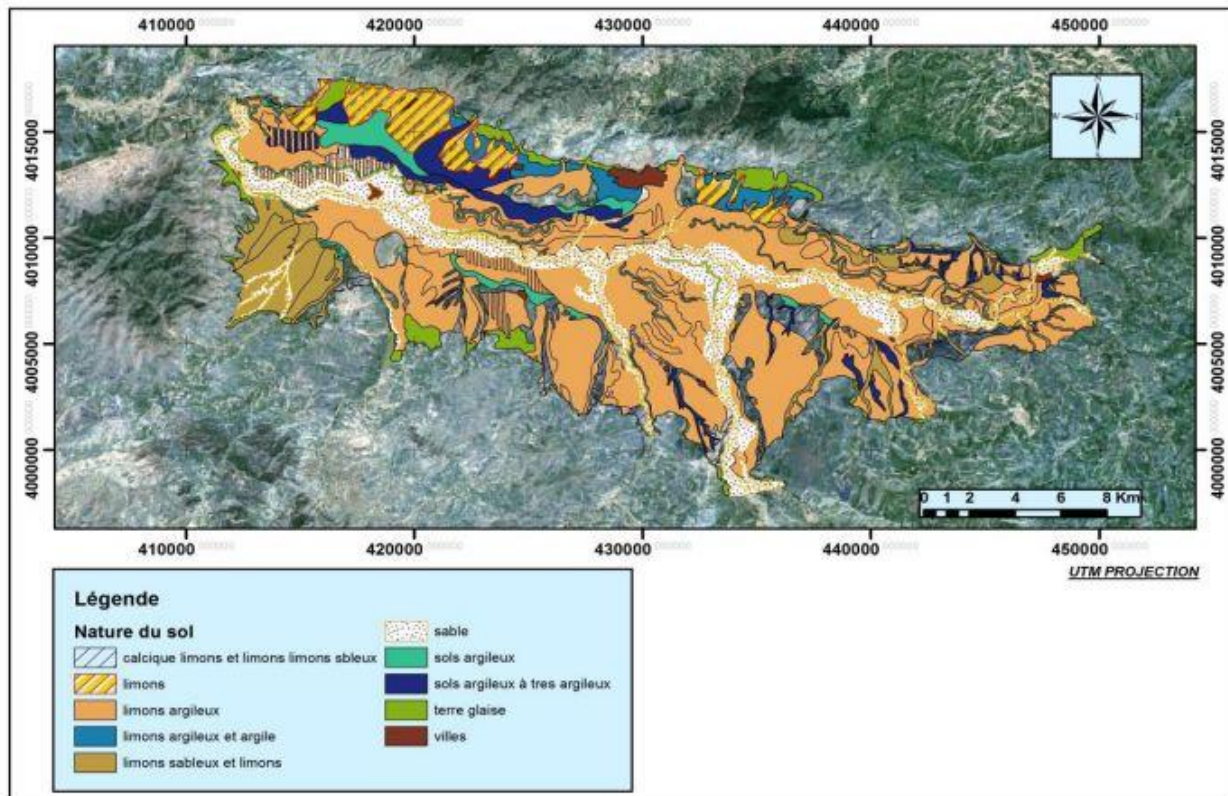 410000 420000 430000 440000 450000
4015000 4015000
4010000 4010000
4005000 4005000
4000000 4000000
N
W E
0 1 2 4 6 8 Km
410000 420000 430000 440000 450000
UTM PROJECTION
Légende
Nature du sol
calcique limons et limons limons sbleux
limons
limons argileux
limons argileux et argile
limons sableux et limons
sable
sols argileux
sols argileux à tres argileux
terre glaise
villes